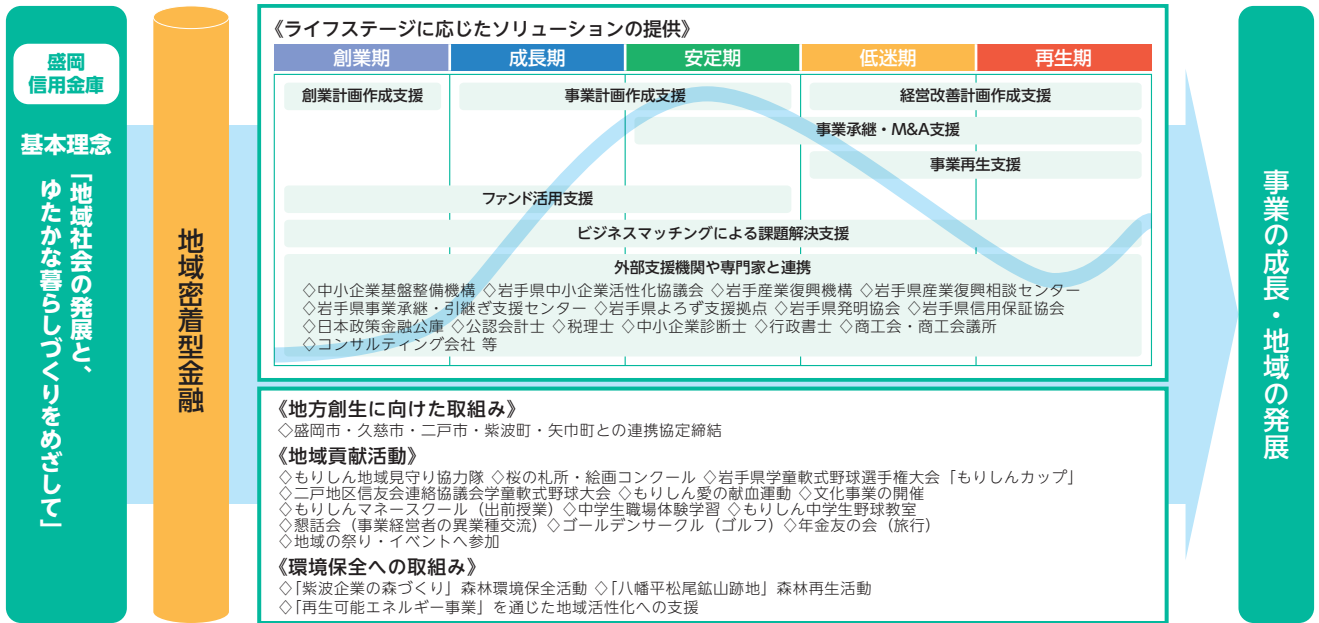 盛岡
信用金庫
基本理念
「地域社会の発展と、
ゆたかな暮らしづくりをめざして」
地域密着型金融
《ライフステージに応じたソリューションの提供》
創業期 成長期 安定期 低迷期 再生期
創業計画作成支援 事業計画作成支援 経営改善計画作成支援
事業承継・M&A支援
事業再生支援
ファンド活用支援
ビジネスマッチングによる課題解決支援
外部支援機関や専門家と連携
◇中小企業基盤整備機構 ◇岩手県中小企業活性化協議会 ◇岩手産業復興機構 ◇岩手県産業復興相談センター
◇岩手県事業承継・引継ぎ支援センター ◇岩手県よろず支援拠点 ◇岩手県発明協会 ◇岩手県信用保証協会
◇日本政策金融公庫 ◇公認会計士 ◇税理士 ◇中小企業診断士 ◇行政書士 ◇商工会・商工会議所
◇コンサルティング会社 等
《地方創生に向けた取組み》
◇盛岡市・久慈市・二戸市・紫波町・矢巾町との連携協定締結
《地域貢献活動》
◇もりしん地域見守り協力隊 ◇桜の札所・絵画コンクール ◇岩手県学童軟式野球選手権大会「もりしんカップ」
◇二戸地区信友会連絡協議会学童軟式野球大会 ◇もりしん愛の献血運動 ◇文化事業の開催
◇もりしんマネースクール（出前授業）◇中学生職場体験学習 ◇もりしん中学生野球教室
◇懇話会（事業経営者の異業種交流）◇ゴールデンサークル（ゴルフ）◇年金友の会（旅行）
◇地域の祭り・イベントへ参加
《環境保全への取組み》
◇「紫波企業の森づくり」森林環境保全活動 ◇「八幡平松尾鉱山跡地」森林再生活動
◇「再生可能エネルギー事業」を通じた地域活性化への支援
事業の成長・地域の発展